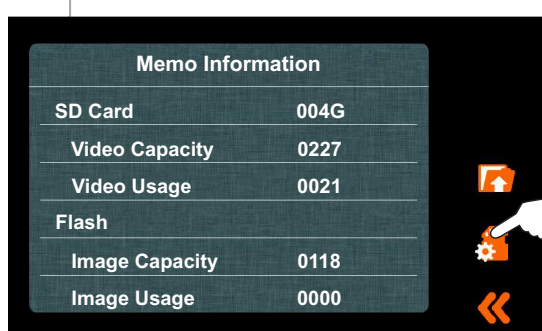 Memo Information
SD Card 004G
Video Capacity 0227
Video Usage 0021
Flash
Image Capacity 0118
Image Usage 0000